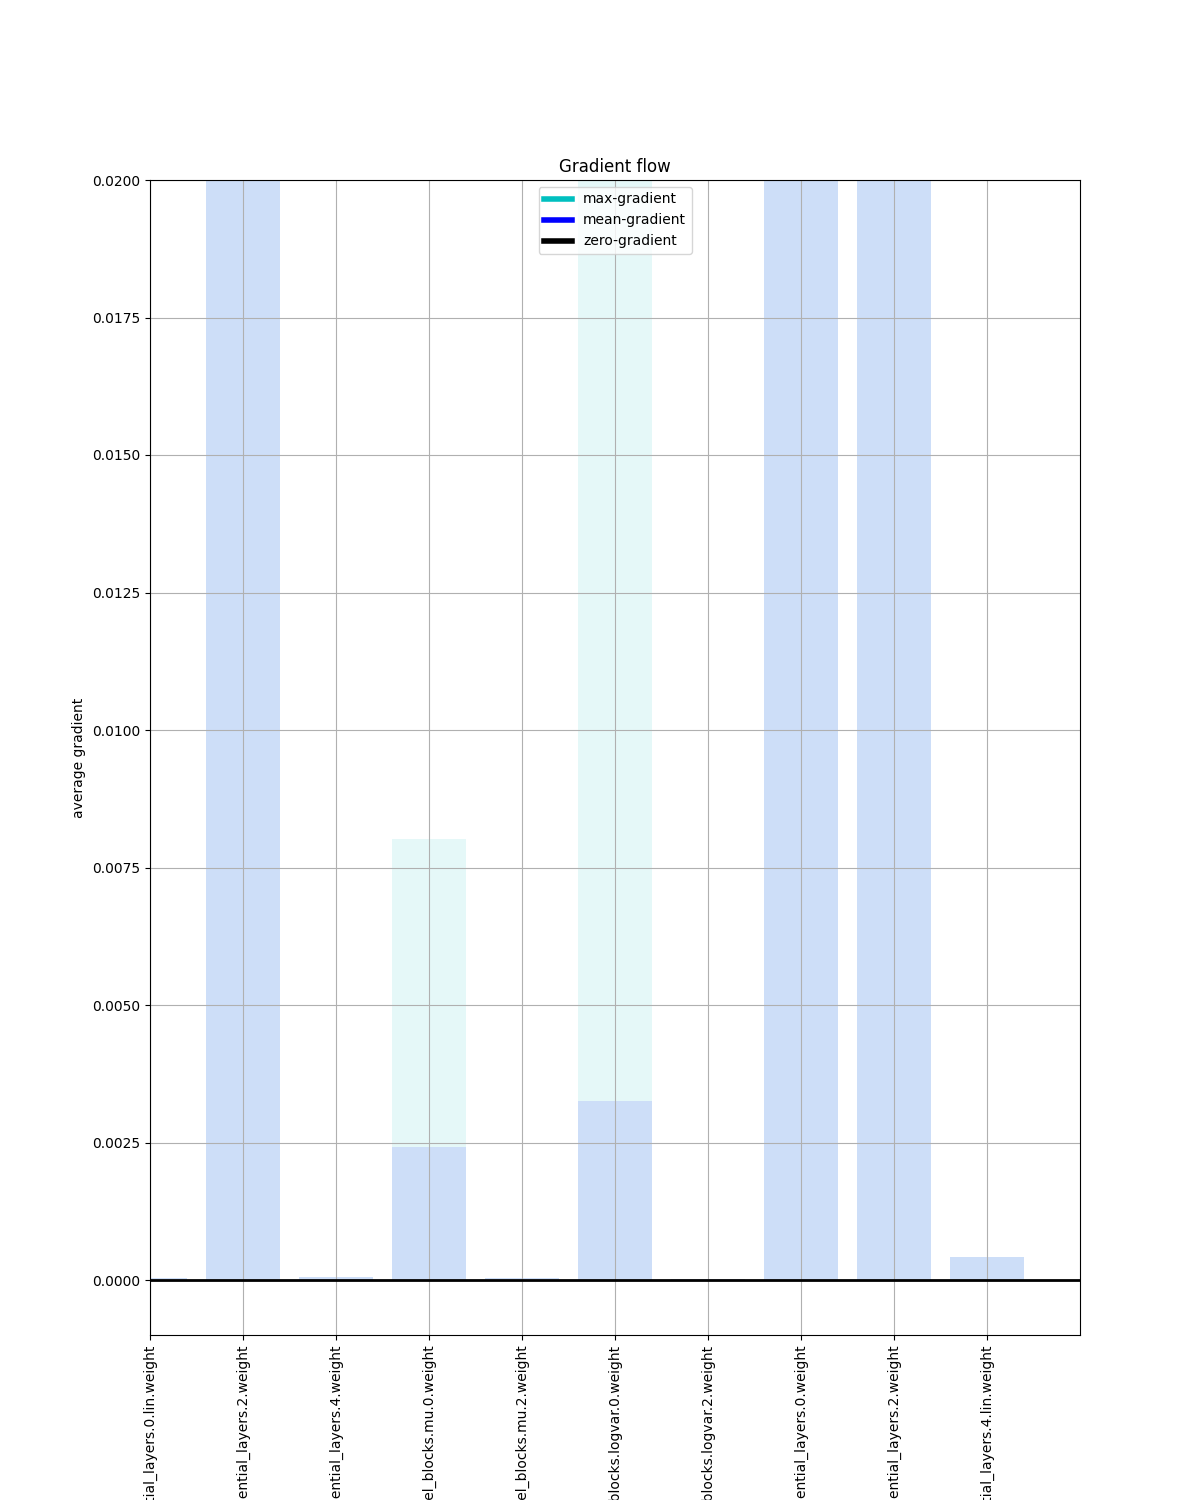 Gradient flow
max-gradient
mean-gradient
zero-gradient
0.0200
0.0175
0.0150
0.0125
0.0100
0.0075
0.0050
0.0025
0.0000
average gradient
tial_layers.0.lin.weight
ential_layers.2.weight
ential_layers.4.weight
el_blocks.mu.0.weight
el_blocks.mu.2.weight
blocks.logvar.0.weight
blocks.logvar.2.weight
ential_layers.0.weight
ential_layers.2.weight
tial_layers.4.lin.weight